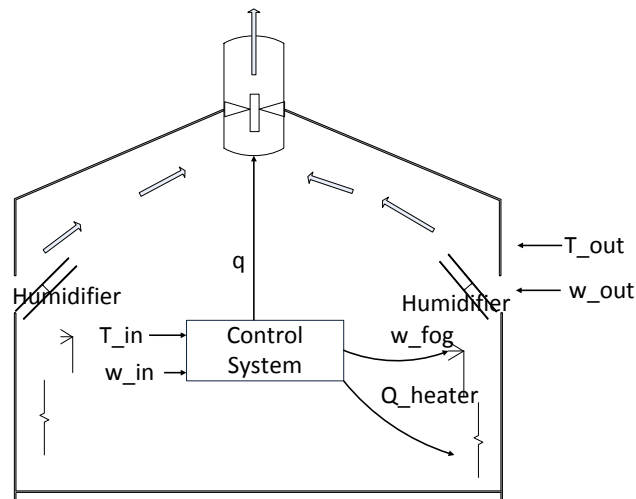 T_out
q
w_out
Humidifier
Humidifier
T_in
w_in
Control
System
w_fog
Q_heater